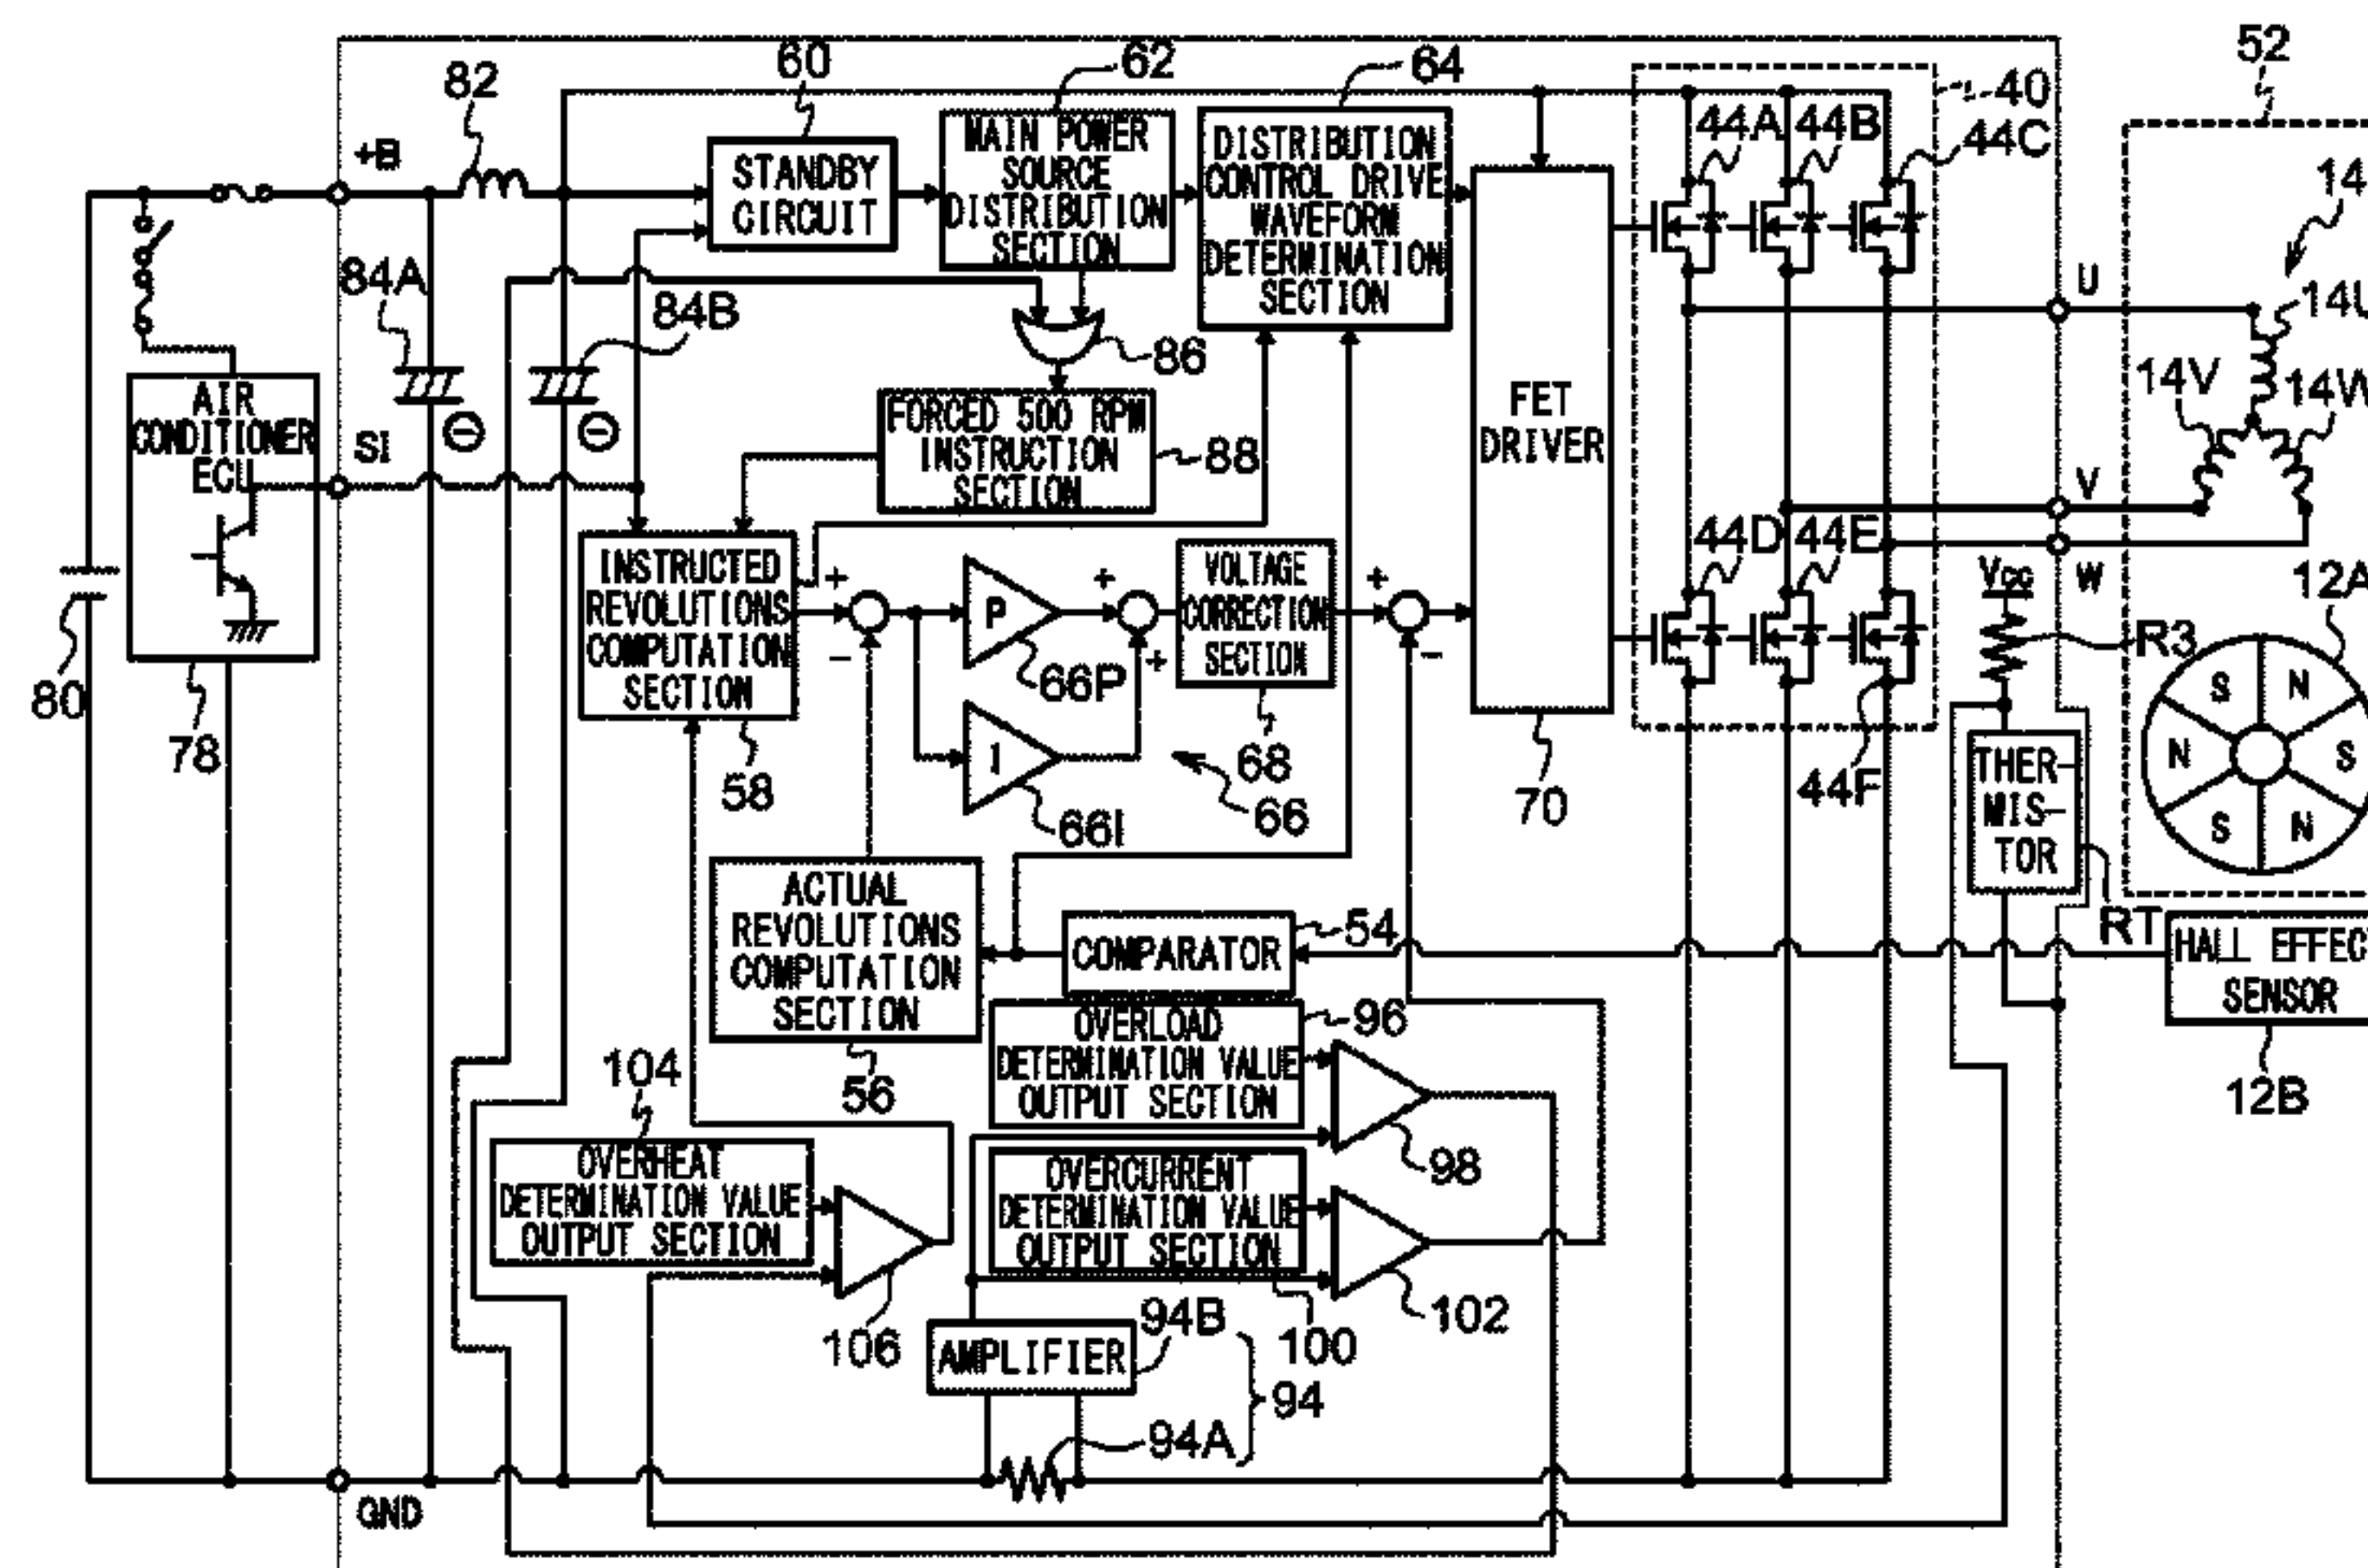 82
60
62
64
52
40
+B
STANDBY
CIRCUIT
MAIN POWER
SOURCE
DISTRIBUTION
SECTION
DISTRIBUTION
CONTROL DRIVE
WAVEFORM
DETERMINATION
SECTION
44A
44B
44C
14
84A
84B
86
U
14U
14V
14W
AIR
CONDITIONER
ECU
SI
⊖
⊖
FORCED 500 RPM
INSTRUCTION
SECTION
88
FET
DRIVER
V
44D
44E
W
INSTRUCTED
REVOLUTIONS
COMPUTATION
SECTION
+
-
P
66P
+
+
VOLTAGE
CORRECTION
SECTION
+
-
Vcc
R3
12A
80
78
58
I
66I
66
68
70
44F
THER-
MIS-
TOR
RT
S
N
N
S
S
N
ACTUAL
REVOLUTIONS
COMPUTATION
SECTION
56
COMPARATOR
54
HALL EFFEC
SENSOR
12B
OVERLOAD
DETERMINATION VALUE
OUTPUT SECTION
96
98
104
OVERHEAT
DETERMINATION VALUE
OUTPUT SECTION
106
OVERCURRENT
DETERMINATION VALUE
OUTPUT SECTION
100
102
AMPLIFIER
94B
94
94A
GND